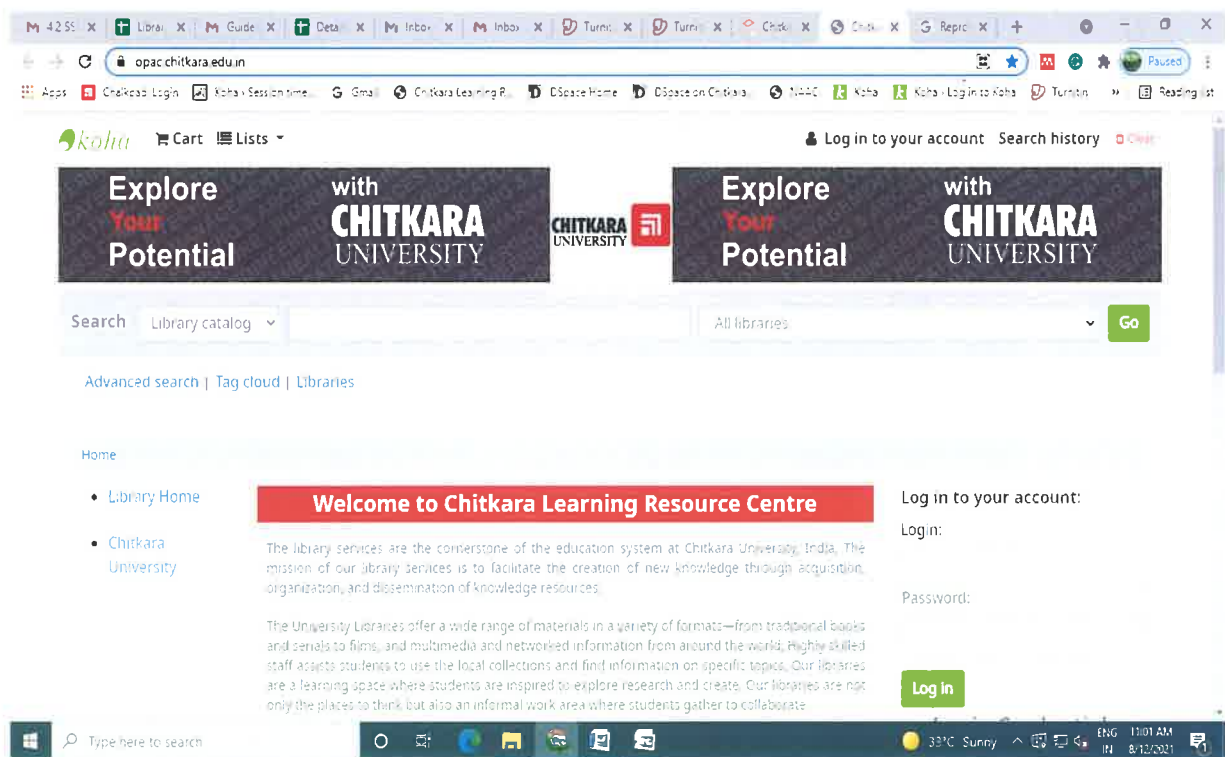 4.2 SS
Librar
Guide
Deta
Inbo
Inbo
Turnit
Turni
Chitk
Chitk
Repro
opac.chitkara.edu.in
Paused
Apps
Chalkpad Login
Koha › Session time...
Gmail
Chitkara Learning R...
DSpace Home
DSpace on Chitkara...
NAAC
Koha
Koha › Log in to Koha
Turnitin
»
Reading list
koha Cart Lists
Log in to your account Search history Clear
Explore
Your
Potential
with
CHITKARA
UNIVERSITY
CHITKARA
UNIVERSITY
Explore
Your
Potential
with
CHITKARA
UNIVERSITY
Search Library catalog All libraries Go
Advanced search | Tag cloud | Libraries
Home
Library Home
Chitkara
University
Welcome to Chitkara Learning Resource Centre
The library services are the cornerstone of the education system at Chitkara University, India. The
mission of our library services is to facilitate the creation of new knowledge through acquisition,
organization, and dissemination of knowledge resources.
The University Libraries offer a wide range of materials in a variety of formats—from traditional books
and serials to films, and multimedia and networked information from around the world. Highly skilled
staff assets students to use the local collections and find information on specific topics. Our libraries
are a learning space where students are inspired to explore research and create. Our libraries are not
only the places to think but also an informal work area where students gather to collaborate
Log in to your account:
Login:
Password:
Log in
Type here to search
33°C Sunny
ENG
IN
11:01 AM
8/12/2021